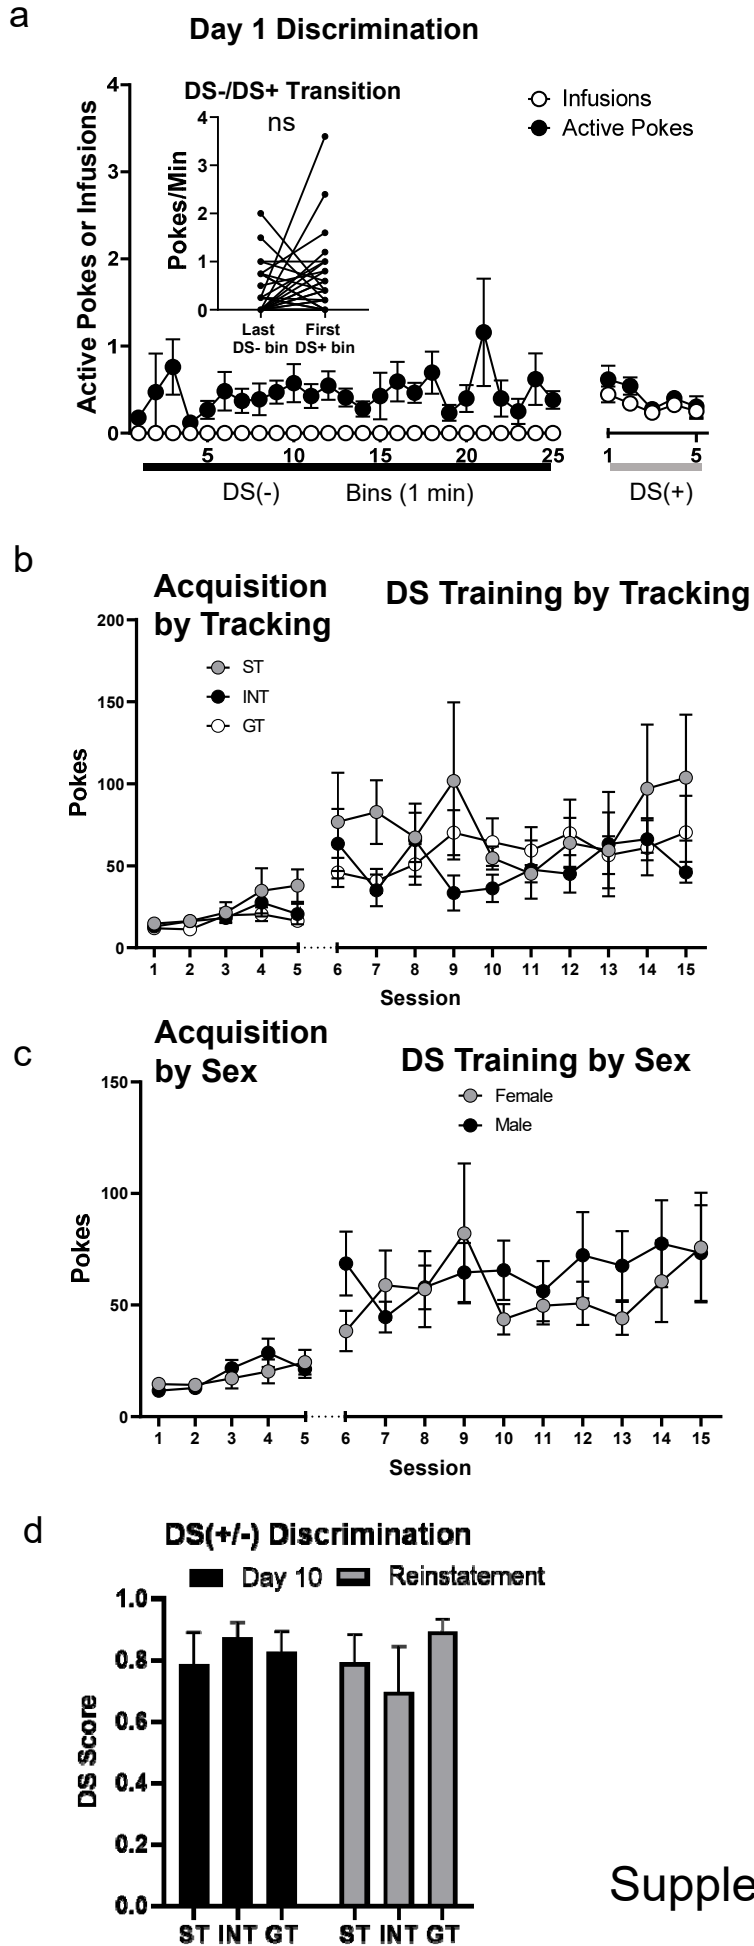 a
Day 1 Discrimination
Active Pokes or Infusions
4
3
2
1
0
DS-/DS+ Transition
ns
Pokes/Min
4
3
2
1
0
Last
DS- bin
First
DS+ bin
Infusions
Active Pokes
5
10
15
20
25
1
5
DS(-)
Bins (1 min)
DS(+)
b
Acquisition
by Tracking
DS Training by Tracking
ST
INT
GT
Pokes
200
150
100
50
0
1 2 3 4 5 6 7 8 9 10 11 12 13 14 15
Session
c
Acquisition
by Sex
DS Training by Sex
Female
Male
Pokes
150
100
50
0
1 2 3 4 5 6 7 8 9 10 11 12 13 14 15
Session
d
DS(+/-) Discrimination
Day 10 Reinstatement
DS Score
1.0
0.8
0.6
0.4
0.2
0.0
ST INT GT ST INT GT
Supple